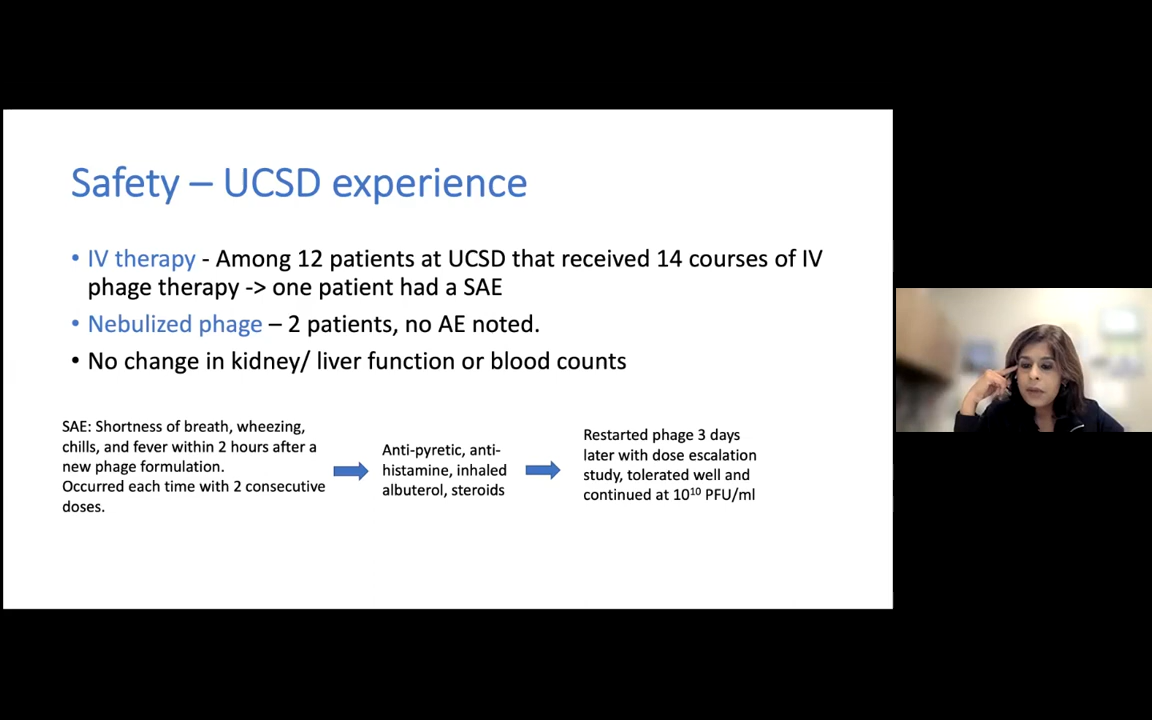 Safety – UCSD experience
• IV therapy - Among 12 patients at UCSD that received 14 courses of IV
phage therapy -> one patient had a SAE
• Nebulized phage – 2 patients, no AE noted.
• No change in kidney/ liver function or blood counts
SAE: Shortness of breath, wheezing,
chills, and fever within 2 hours after a
new phage formulation.
Occurred each time with 2 consecutive
doses.
Anti-pyretic, anti-
histamine, inhaled
albuterol, steroids
Restarted phage 3 days
later with dose escalation
study, tolerated well and
continued at 10¹⁰ PFU/ml